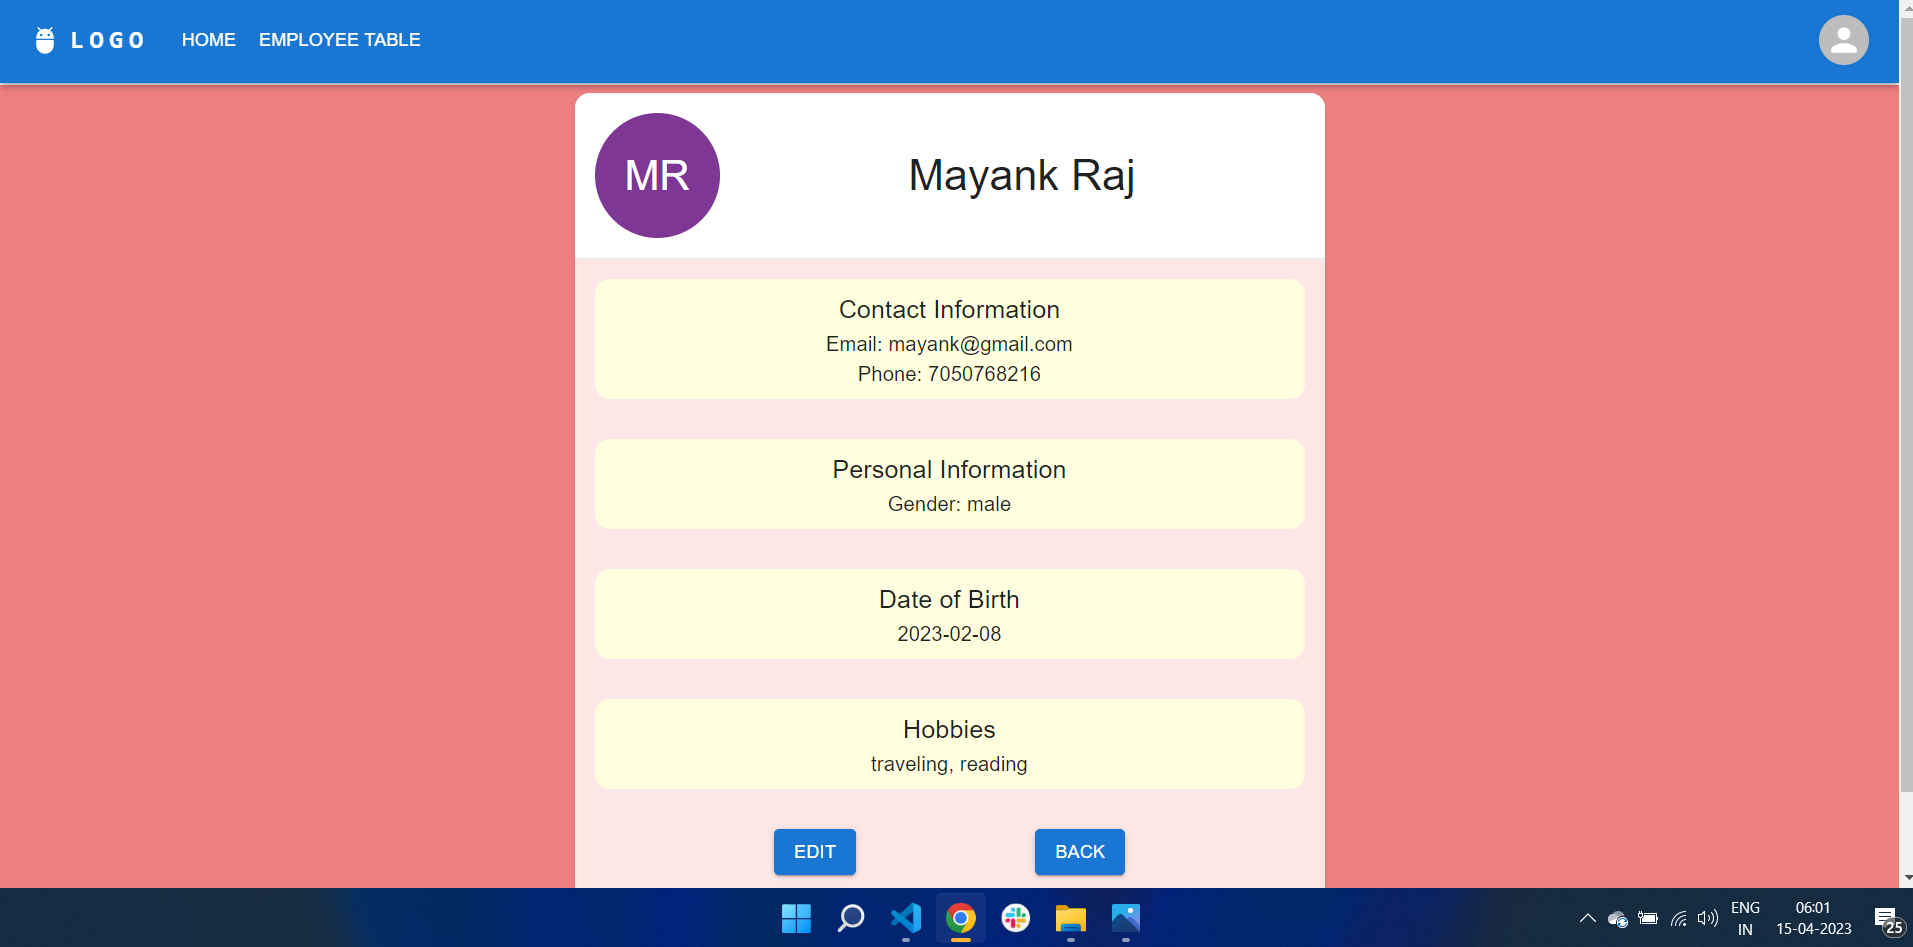 LOGO HOME EMPLOYEE TABLE
MR
Mayank Raj
Contact Information
Email: mayank@gmail.com
Phone: 7050768216
Personal Information
Gender: male
Date of Birth
2023-02-08
Hobbies
traveling, reading
EDIT BACK
ENG
IN
06:01
15-04-2023
25